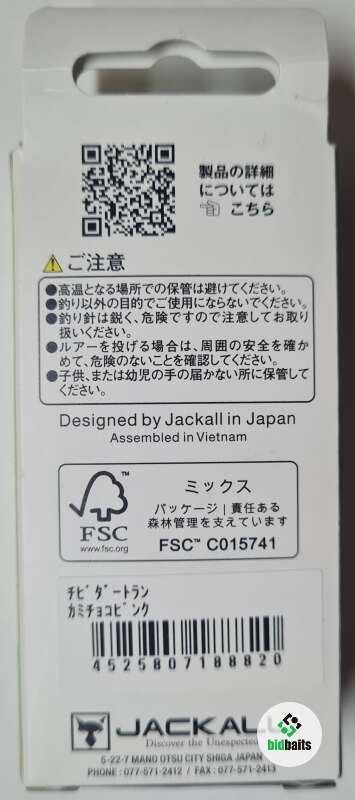 製品の詳細
については
こちら
ご注意
●高温となる場所での保管は避けてください。
●釣り以外の目的でご使用にならないでください。
●釣り針は鋭く、危険ですので注意してお取り
扱いください。
●ルアーを投げる場合は、周囲の安全を確か
めて、危険のないことを確認してください。
●子供、または幼児の手の届かない所に保管して
ください。
Designed by Jackall in Japan
Assembled in Vietnam
FSC
www.fsc.org
ミックス
パッケージ | 責任ある
森林管理を支えています
FSC™ C015741
チビダートラン
カミチョコピンク
4525807188820
JACKALL
Discover the Unexpected
5-22-7 MANO OTSU CITY SHIGA JAPAN
PHONE : 077-571-2412 / FAX : 077-571-2413
bidbaits